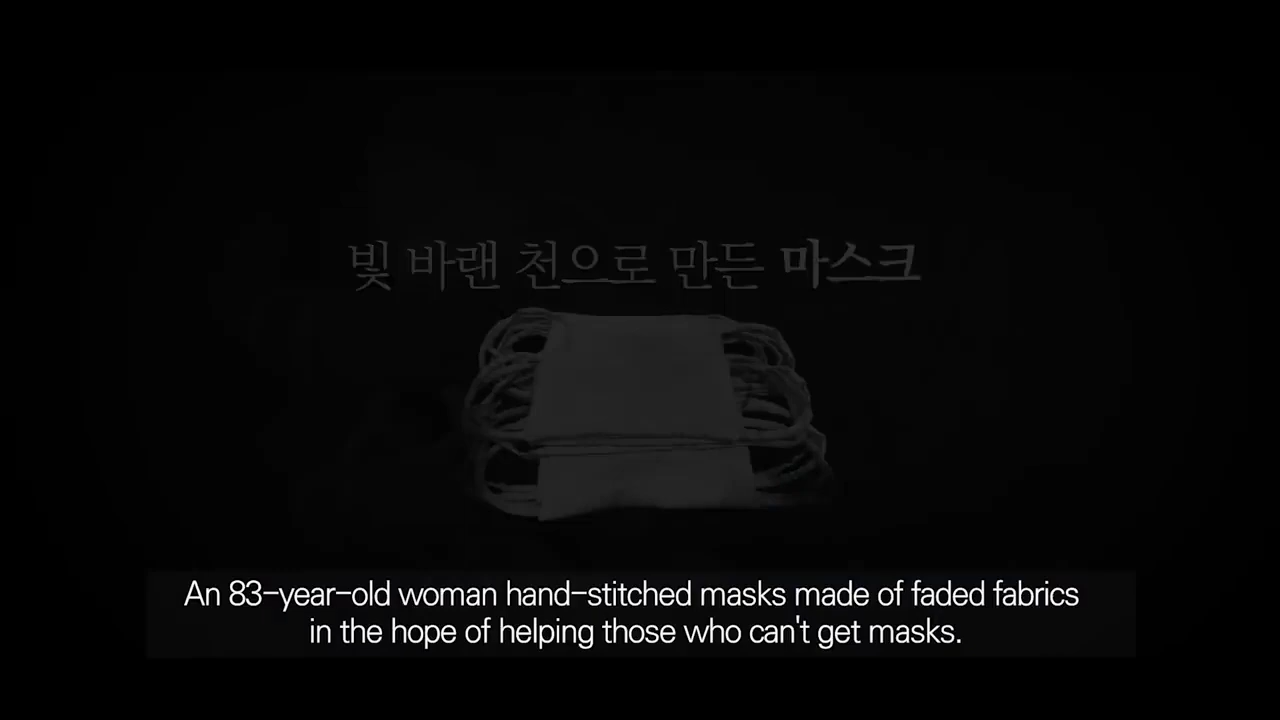 빛 바랜 천으로 만든 마스크
An 83-year-old woman hand-stitched masks made of faded fabrics
in the hope of helping those who can't get masks.